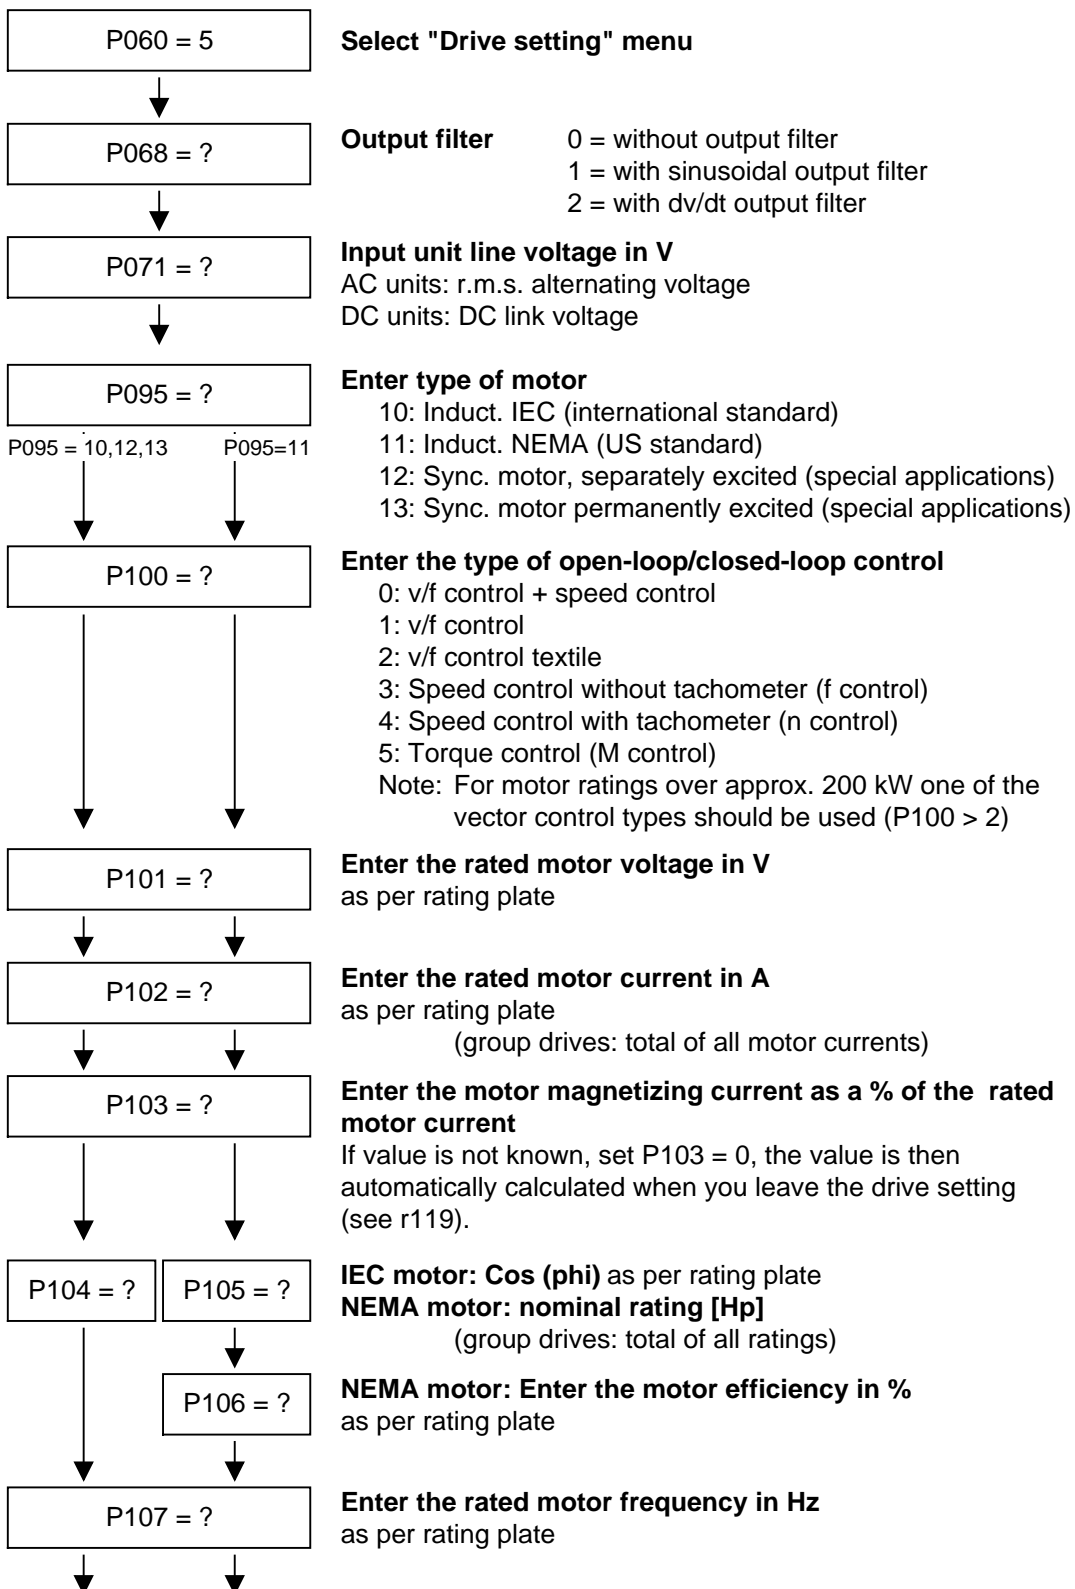 P060 = 5
Select "Drive setting" menu
P068 = ?
Output filter 0 = without output filter
1 = with sinusoidal output filter
2 = with dv/dt output filter
P071 = ?
Input unit line voltage in V
AC units: r.m.s. alternating voltage
DC units: DC link voltage
P095 = ?
Enter type of motor
10: Induct. IEC (international standard)
11: Induct. NEMA (US standard)
12: Sync. motor, separately excited (special applications)
13: Sync. motor permanently excited (special applications)
P095 = 10,12,13 P095=11
P100 = ?
Enter the type of open-loop/closed-loop control
0: v/f control + speed control
1: v/f control
2: v/f control textile
3: Speed control without tachometer (f control)
4: Speed control with tachometer (n control)
5: Torque control (M control)
Note: For motor ratings over approx. 200 kW one of the
vector control types should be used (P100 > 2)
P101 = ?
Enter the rated motor voltage in V
as per rating plate
P102 = ?
Enter the rated motor current in A
as per rating plate
(group drives: total of all motor currents)
P103 = ?
Enter the motor magnetizing current as a % of the rated
motor current
If value is not known, set P103 = 0, the value is then
automatically calculated when you leave the drive setting
(see r119).
P104 = ? P105 = ?
IEC motor: Cos (phi) as per rating plate
NEMA motor: nominal rating [Hp]
(group drives: total of all ratings)
P106 = ?
NEMA motor: Enter the motor efficiency in %
as per rating plate
P107 = ?
Enter the rated motor frequency in Hz
as per rating plate